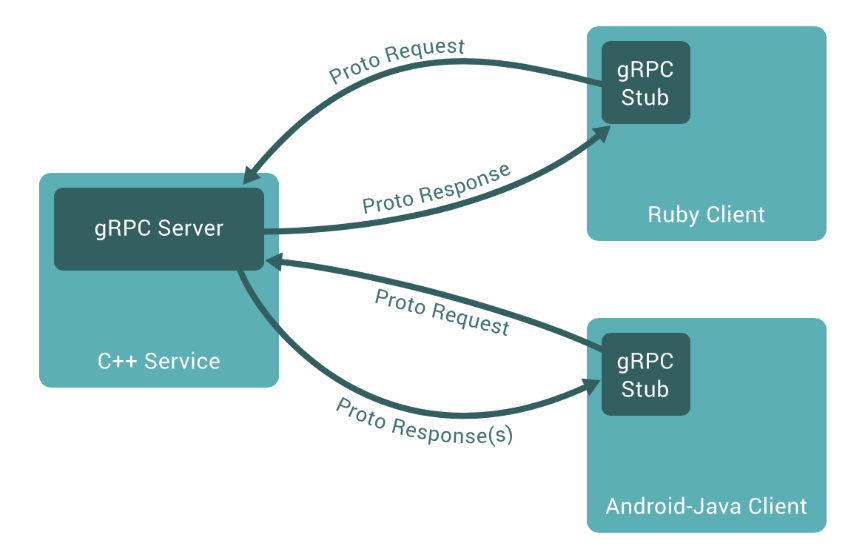 Proto Request
gRPC
Stub
Proto Response
Ruby Client
gRPC Server
C++ Service
Proto Request
gRPC
Stub
Proto Response(s)
Android-Java Client